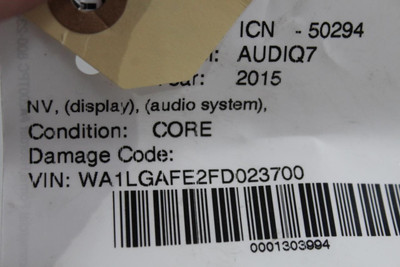 ICN - 50294
AUDIQ7
2015
NV, (display), (audio system),
Condition: CORE
Damage Code:
VIN: WA1LGAFE2FD023700
0001303994